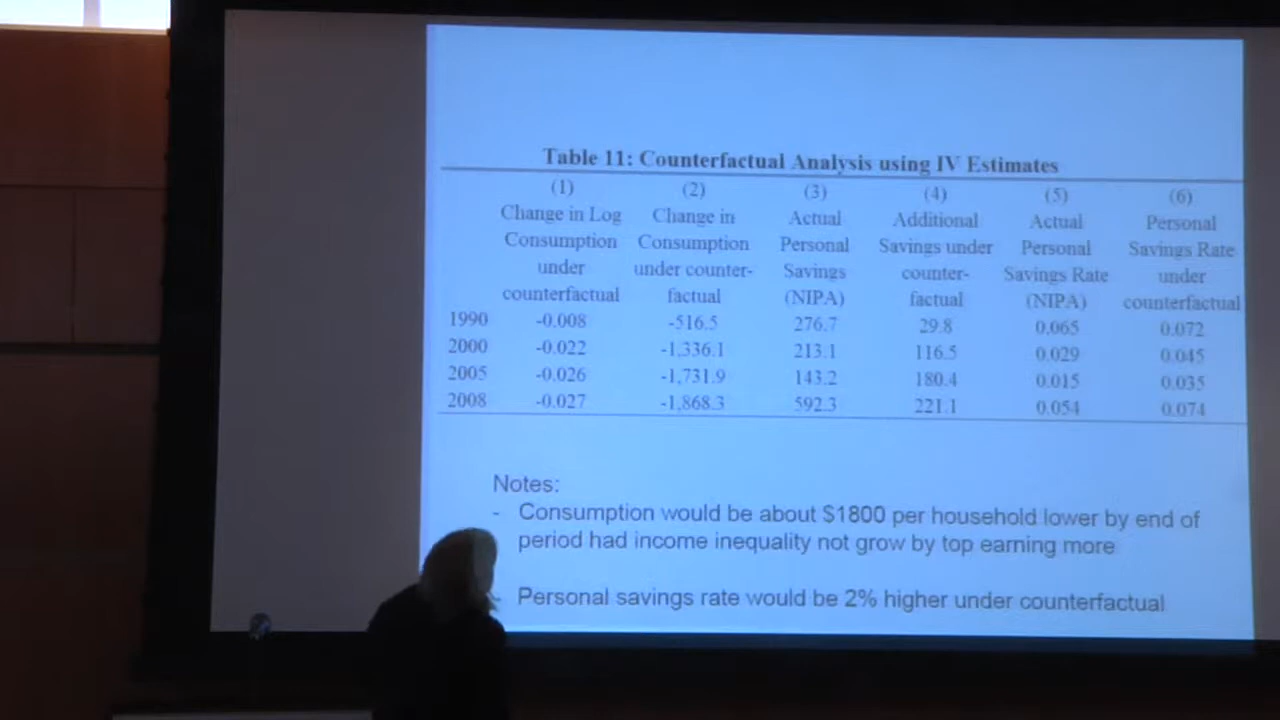 Table 11: Counterfactual Analysis using IV Estimates
(1) (2) (3) (4) (5) (6)
Change in Log Change in Actual Additional Actual Personal
Consumption Consumption Personal Savings under Personal Savings Rate
under under counter- Savings counter- Savings Rate under
counterfactual factual (NIPA) factual (NIPA) counterfactual
1990 -0.008 -516.5 276.7 29.8 0.065 0.072
2000 -0.022 -1,336.1 213.1 116.5 0.029 0.045
2005 -0.026 -1,731.9 143.2 180.4 0.015 0.035
2008 -0.027 -1,868.3 592.3 221.1 0.054 0.074
Notes:
- Consumption would be about $1800 per household lower by end of
period had income inequality not grow by top earning more
- Personal savings rate would be 2% higher under counterfactual